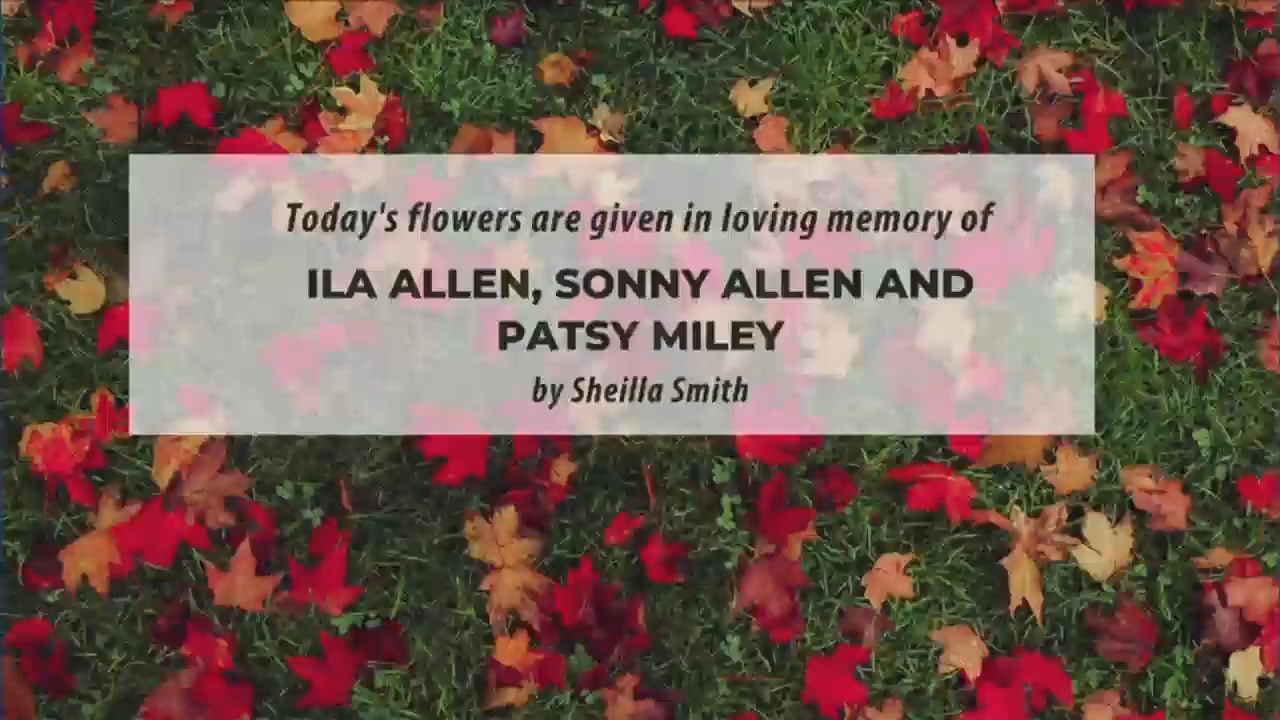 Today's flowers are given in loving memory of
ILA ALLEN, SONNY ALLEN AND
PATSY MILEY
by Sheilla Smith